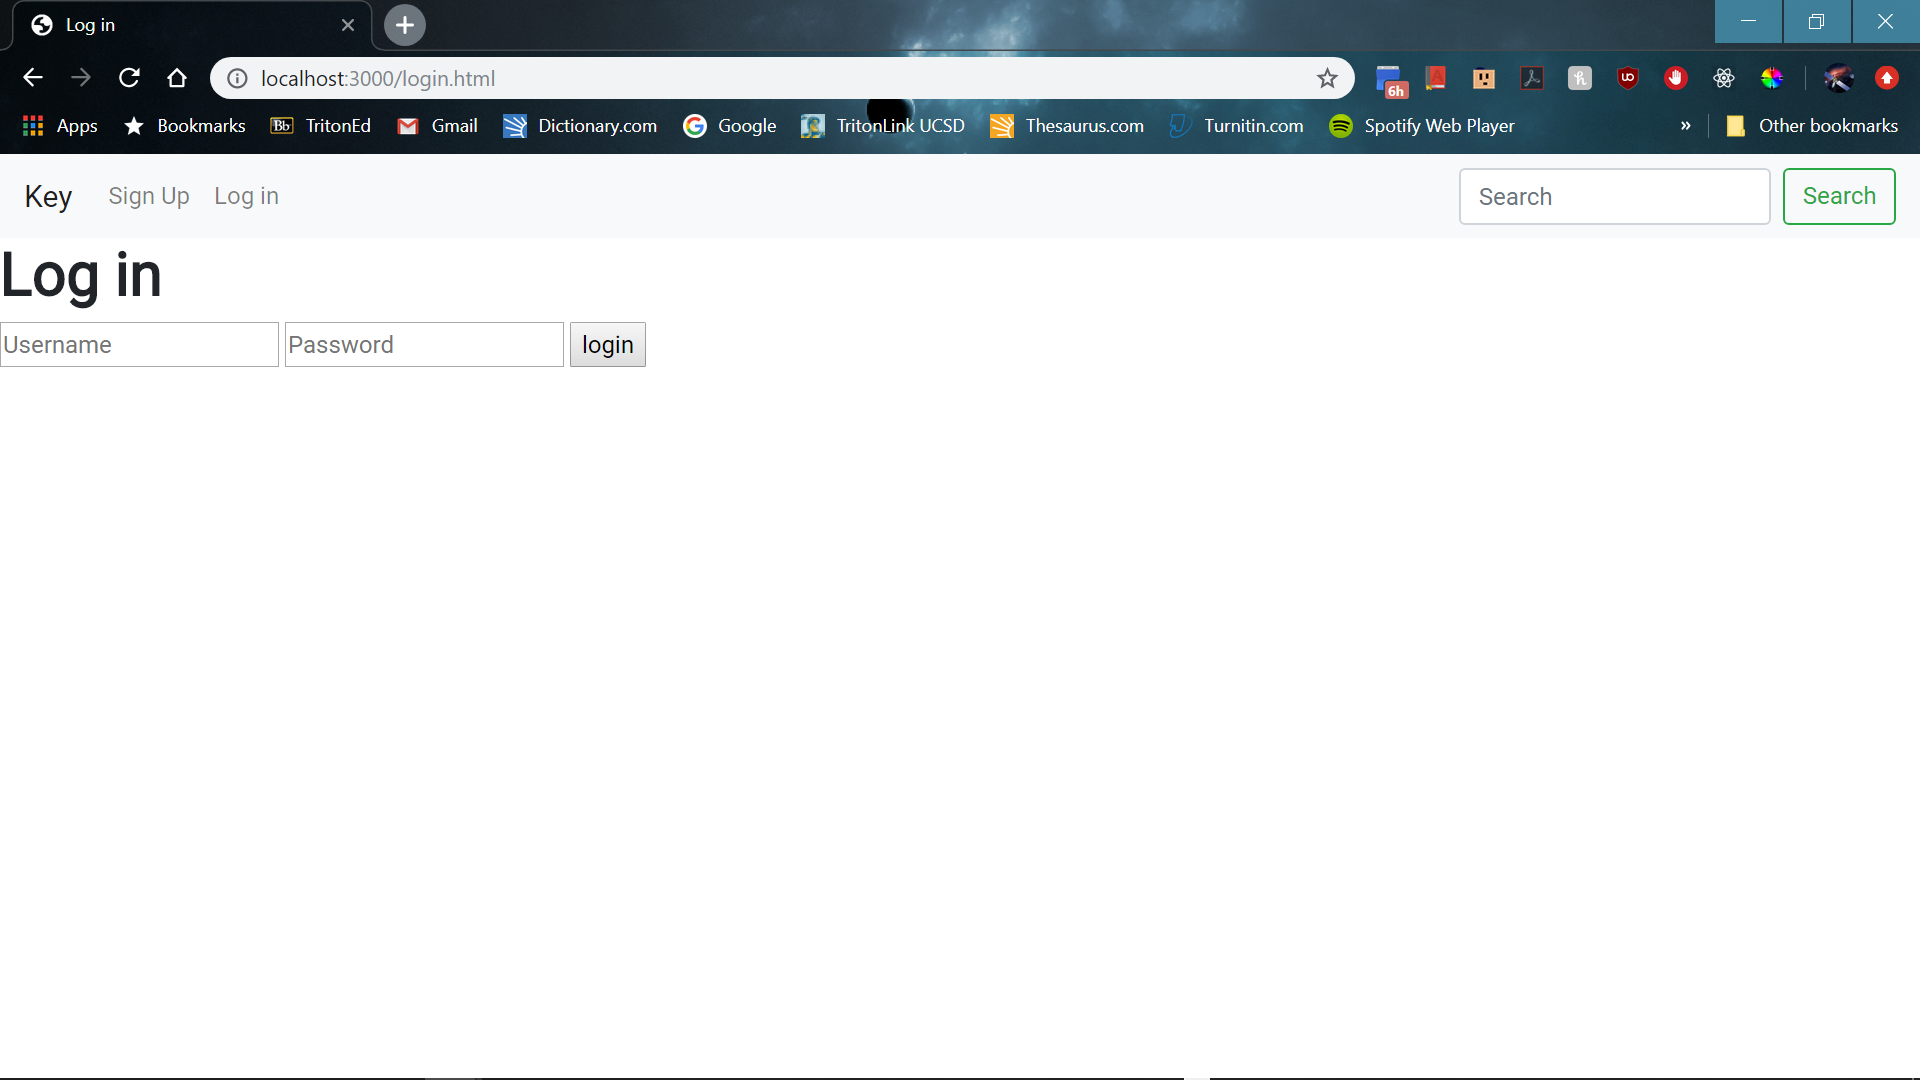 Log in
localhost:3000/login.html
6h
Apps Bookmarks Bb TritonEd Gmail Dictionary.com Google TritonLink UCSD Thesaurus.com Turnitin.com Spotify Web Player » Other bookmarks
Key Sign Up Log in Search Search
Log in
Username Password login